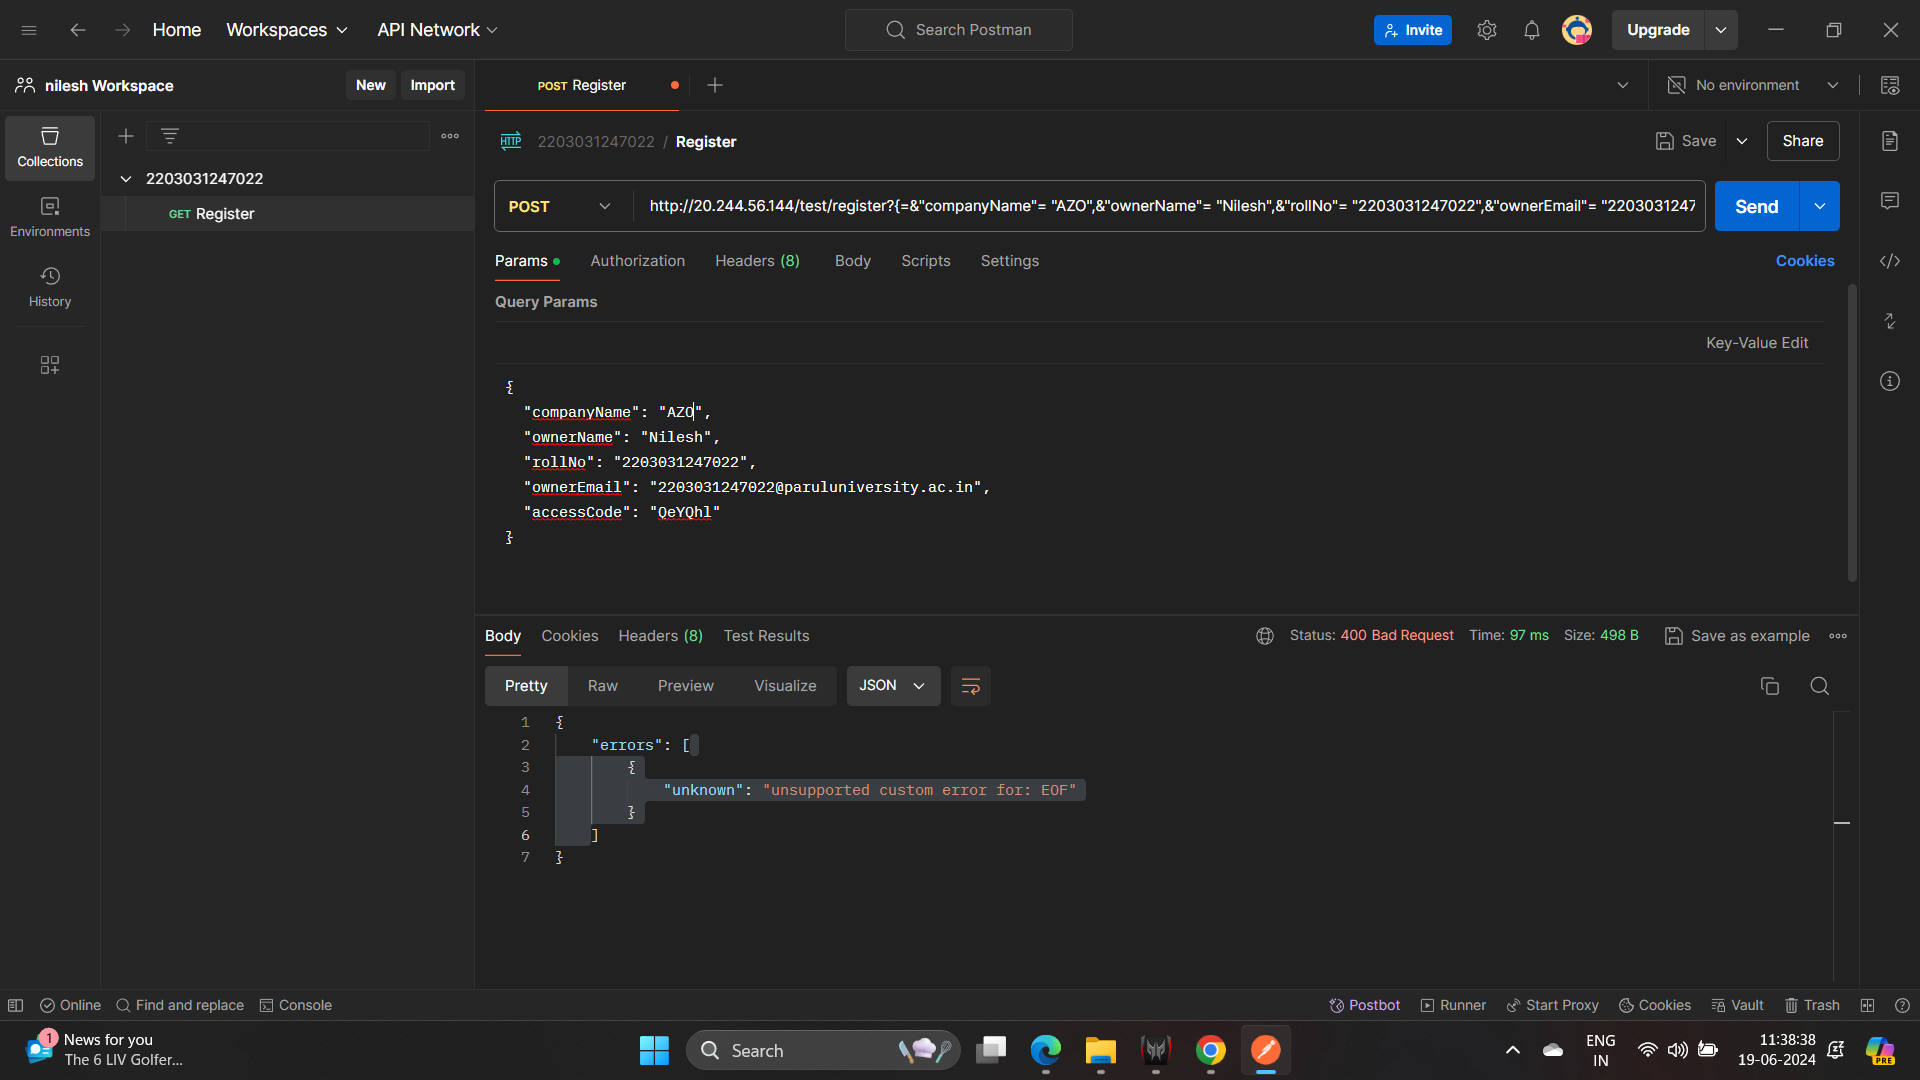 Home
Workspaces
API Network
Search Postman
Invite
Upgrade
nilesh Workspace
New
Import
POST Register
No environment
Collections
2203031247022
GET Register
Environments
History
HTTP
2203031247022 / Register
Save
Share
POST
http://20.244.56.144/test/register?{=&"companyName"= "AZO",&"ownerName"= "Nilesh",&"rollNo"= "2203031247022",&"ownerEmail"= "2203031247
Send
Params
Authorization
Headers (8)
Body
Scripts
Settings
Cookies
Query Params
Key-Value Edit
{
"companyName": "AZO",
"ownerName": "Nilesh",
"rollNo": "2203031247022",
"ownerEmail": "2203031247022@paruluniversity.ac.in",
"accessCode": "QeYQhl"
}
Body
Cookies
Headers (8)
Test Results
Status: 400 Bad Request
Time: 97 ms
Size: 498 B
Save as example
Pretty
Raw
Preview
Visualize
JSON
1 {
2 "errors": [
3 {
4 "unknown": "unsupported custom error for: EOF"
5 }
6 ]
7 }
Online
Find and replace
Console
Postbot
Runner
Start Proxy
Cookies
Vault
Trash
1
News for you
The 6 LIV Golfer...
Search
ENG
IN
11:38:38
19-06-2024
PRE